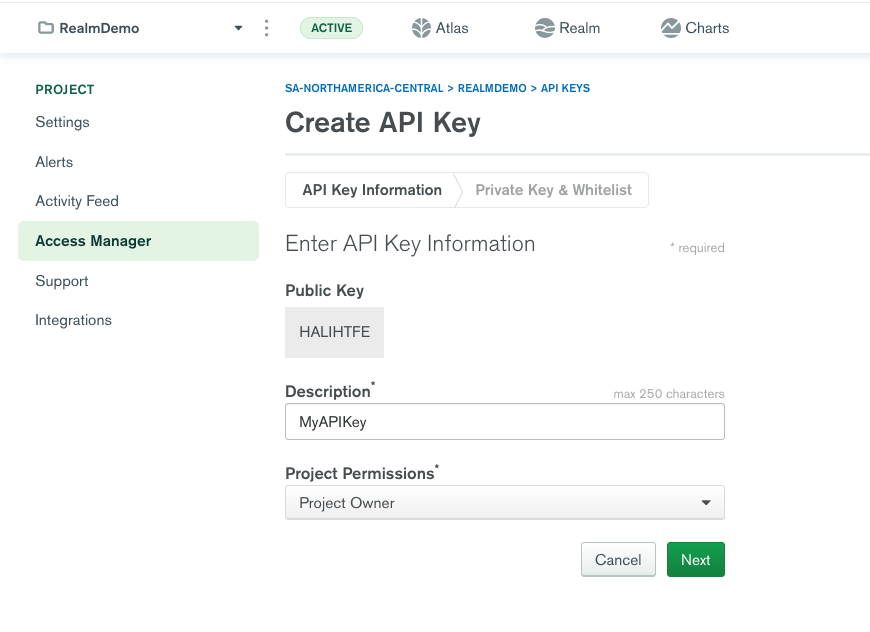 RealmDemo
ACTIVE
Atlas
Realm
Charts
PROJECT
Settings
Alerts
Activity Feed
Access Manager
Support
Integrations
SA-NORTHAMERICA-CENTRAL > REALMDEMO > API KEYS
Create API Key
API Key Information
Private Key & Whitelist
Enter API Key Information
* required
Public Key
HALIHTFE
Description*
max 250 characters
MyAPIKey
Project Permissions*
Project Owner
Cancel
Next